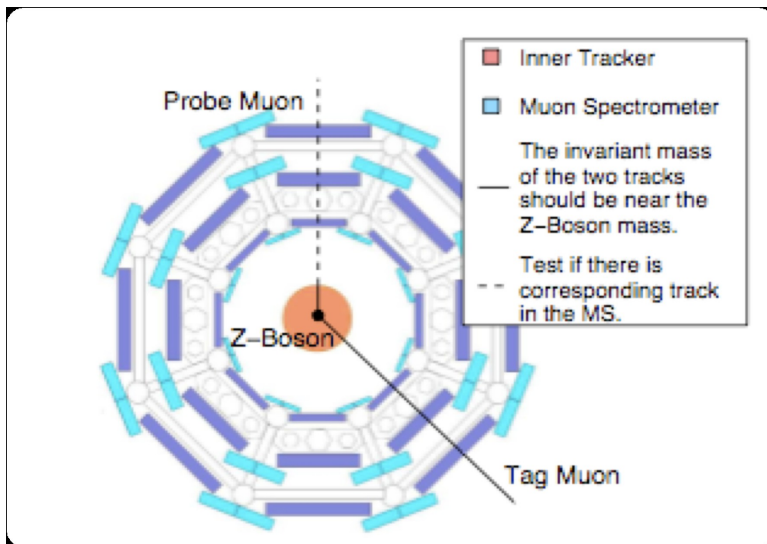 Probe Muon
Inner Tracker
Muon Spectrometer
The invariant mass
of the two tracks
should be near the
Z−Boson mass.
Test if there is
corresponding track
in the MS.
Z−Boson
Tag Muon